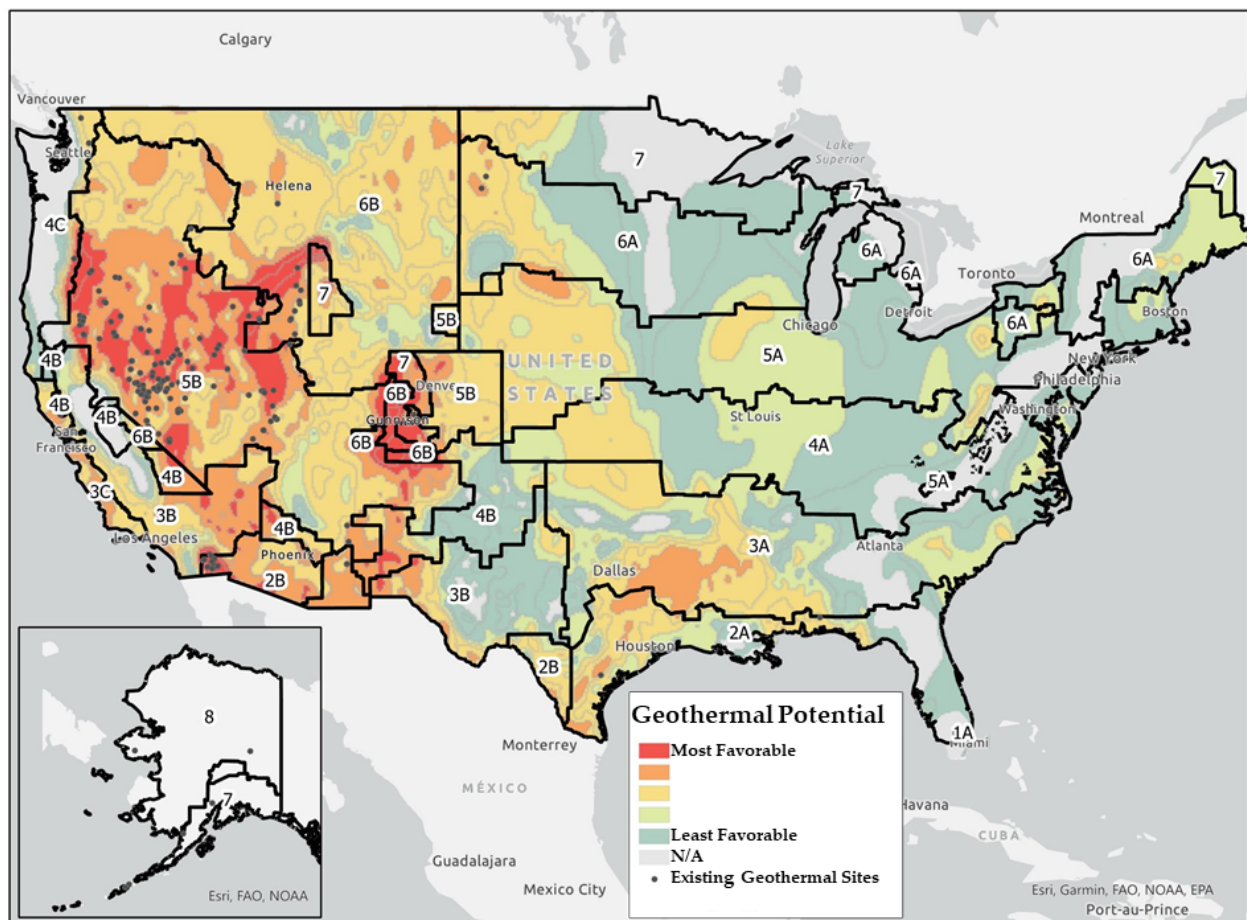 Calgary
Vancouver
Seattle
Lake
Superior
7
7
7
Helena
Montreal
4C
6B
6A
6A
6A
6A
Toronto
7
5B
Boston
Detroit
6A
Chicago
4B
7
UNITED
STATES
5A
New York
5B
6B
Denve
5B
Philadelphia
4B
Gunnison
St Louis
Washington
4B
San
Francisco
6B
6B
6B
4A
4B
5A
3C
3B
4B
4B
Los Angeles
Phoenix
3A
Atlanta
2B
Dallas
3B
2A
Houston
2B
Geothermal Potential
Most Favorable
Least Favorable
N/A
Existing Geothermal Sites
1A
Miami
Monterrey
MÉXICO
8
7
Havana
CUBA
Guadalajara
Mexico City
Esri, FAO, NOAA
Esri, Garmin, FAO, NOAA, EPA
Port-au-Prince